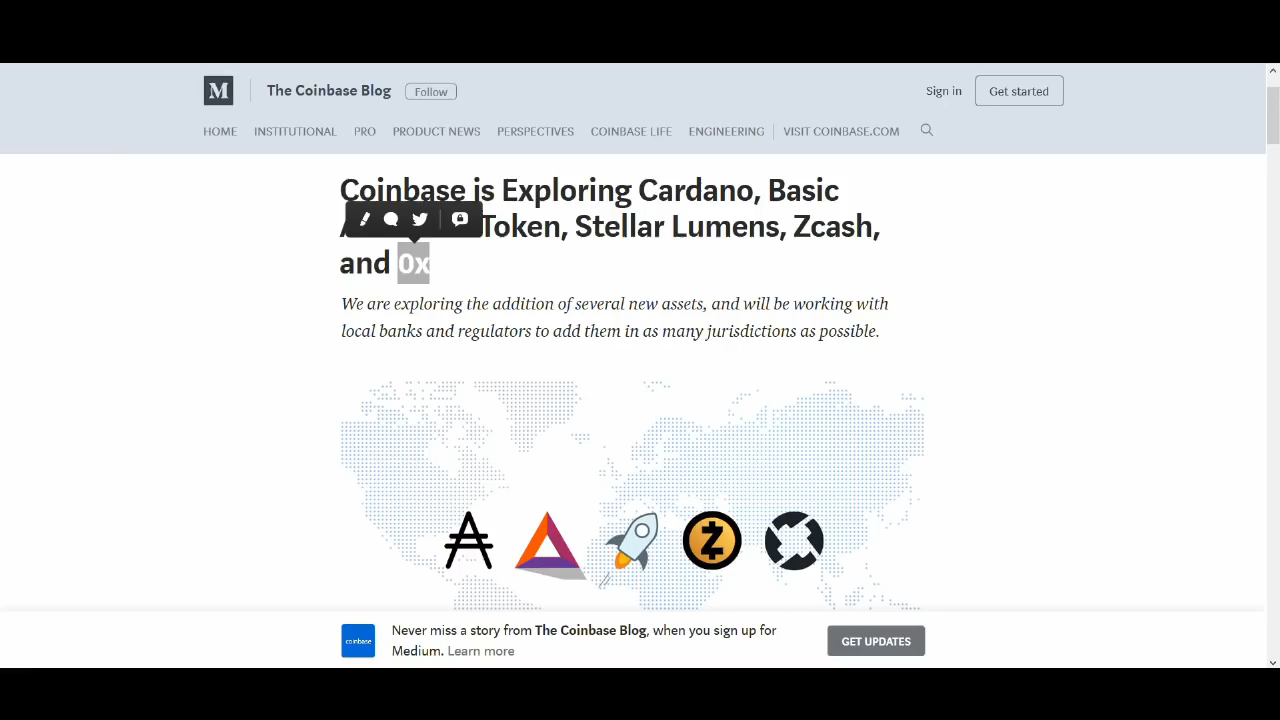 M
The Coinbase Blog
Follow
Sign in
Get started
HOME
INSTITUTIONAL
PRO
PRODUCT NEWS
PERSPECTIVES
COINBASE LIFE
ENGINEERING
VISIT COINBASE.COM
Coinbase is Exploring Cardano, Basic
Token, Stellar Lumens, Zcash,
and 0x
We are exploring the addition of several new assets, and will be working with
local banks and regulators to add them in as many jurisdictions as possible.
coinbase
Never miss a story from The Coinbase Blog, when you sign up for
Medium. Learn more
GET UPDATES